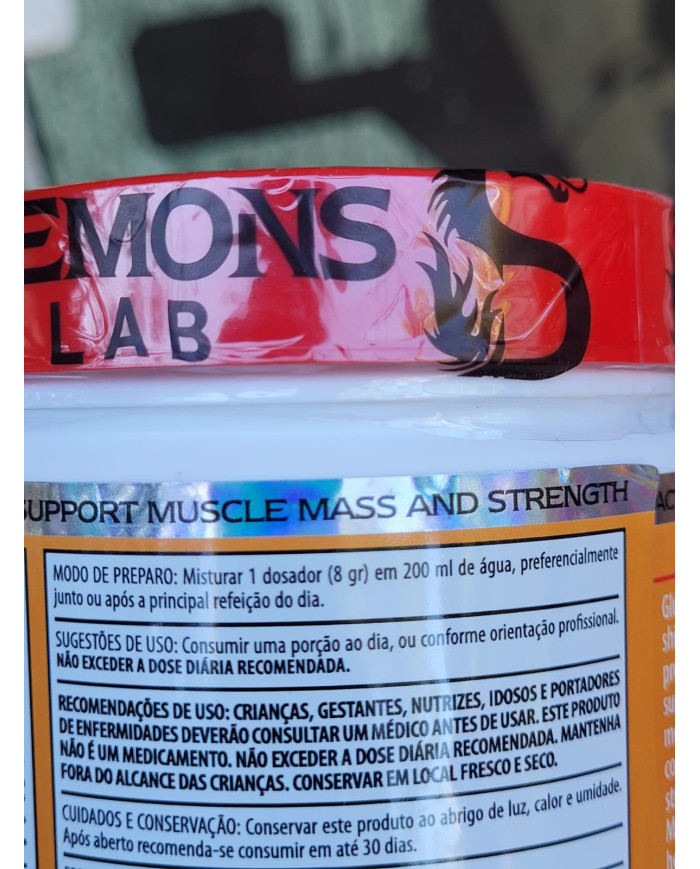 EMONS
LAB
SUPPORT MUSCLE MASS AND STRENGTH
MODO DE PREPARO: Misturar 1 dosador (8 gr) em 200 ml de água, preferencialmente
junto ou após a principal refeição do dia.
SUGESTÕES DE USO: Consumir uma porção ao dia, ou conforme orientação profissional.
NÃO EXCEDER A DOSE DIÁRIA RECOMENDADA.
RECOMENDAÇÕES DE USO: CRIANÇAS, GESTANTES, NUTRIZES, IDOSOS E PORTADORES
DE ENFERMIDADES DEVERÃO CONSULTAR UM MÉDICO ANTES DE USAR. ESTE PRODUTO
NÃO É UM MEDICAMENTO. NÃO EXCEDER A DOSE DIÁRIA RECOMENDADA. MANTENHA
FORA DO ALCANCE DAS CRIANÇAS. CONSERVAR EM LOCAL FRESCO E SECO.
CUIDADOS E CONSERVAÇÃO: Conservar este produto ao abrigo de luz, calor e umidade.
Após aberto recomenda-se consumir em até 30 dias.